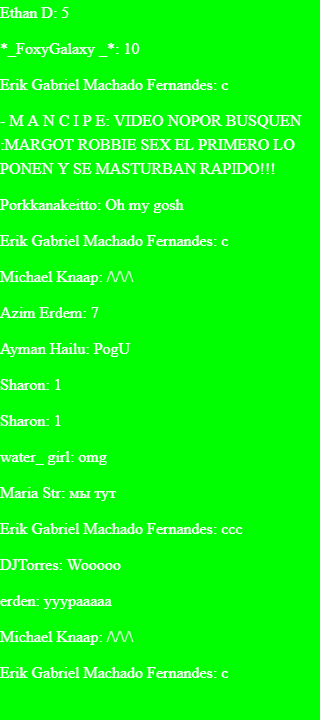 Ethan D: 5
*_FoxyGalaxy _*: 10
Erik Gabriel Machado Fernandes: c
- M A N C I P E: VIDEO NOPOR BUSQUEN
:MARGOT ROBBIE SEX EL PRIMERO LO
PONEN Y SE MASTURBAN RAPIDO!!!
Porkkanakeitto: Oh my gosh
Erik Gabriel Machado Fernandes: c
Michael Knaap: /\/\/\
Azim Erdem: 7
Ayman Hailu: PogU
Sharon: 1
Sharon: 1
water_ girl: omg
Maria Str: мы тут
Erik Gabriel Machado Fernandes: ccc
DJTorres: Wooooo
erden: yyypaaaaa
Michael Knaap: /\/\/\
Erik Gabriel Machado Fernandes: c